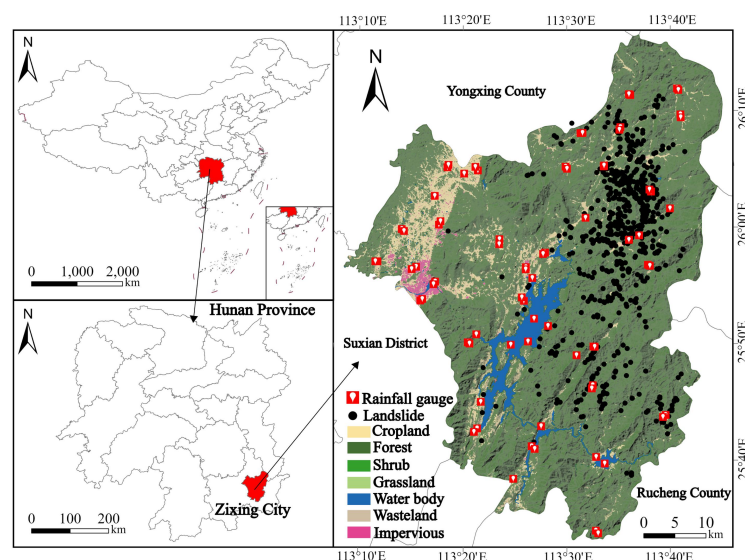 113°10'E 113°20'E 113°30'E 113°40'E
N
0 1,000 2,000
km
N
Hunan Province
Zixing City
0 100 200
km
N
Yongxing County
Suxian District
Rucheng County
Rainfall gauge
Landslide
Cropland
Forest
Shrub
Grassland
Water body
Wasteland
Impervious
0 5 10
km
26°10'E
26°00'E
25°50'E
25°40'E
113°10'E 113°20'E 113°30'E 113°40'E